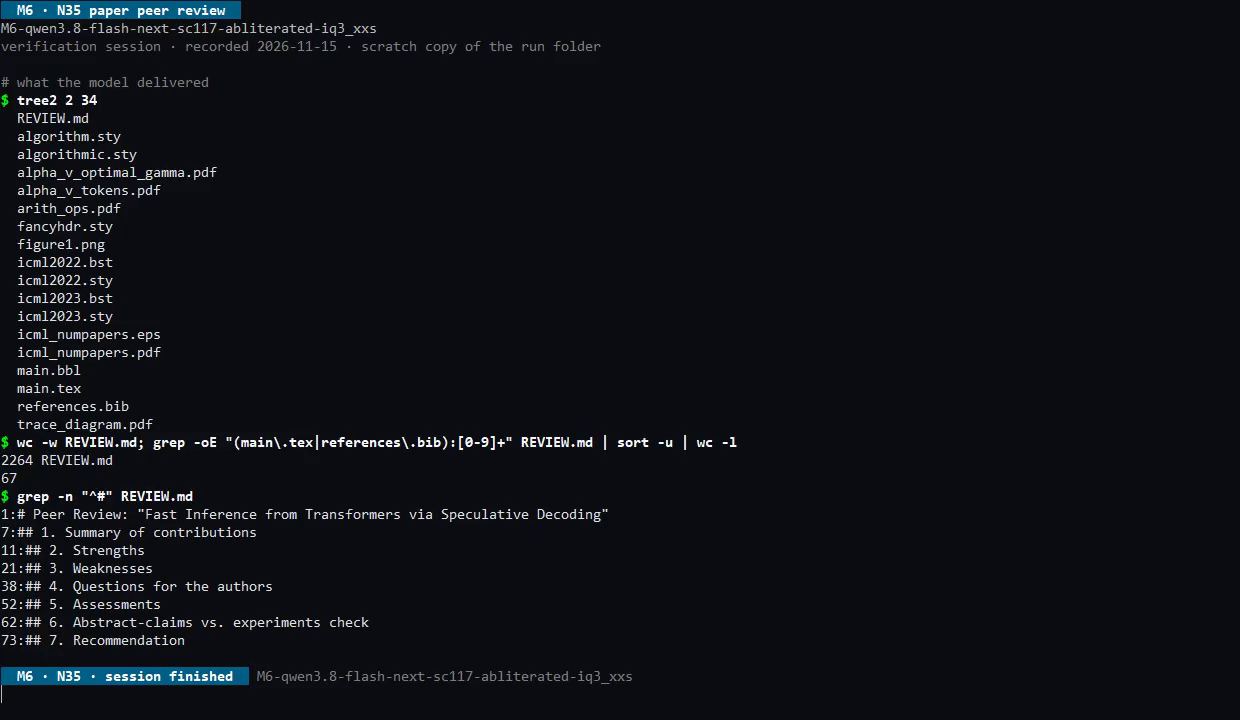 M6 · N35 paper peer review
M6-qwen3.8-flash-next-sc117-abliterated-iq3_xxs
verification session · recorded 2026-11-15 · scratch copy of the run folder
# what the model delivered
$ tree2 2 34
REVIEW.md
algorithm.sty
algorithmic.sty
alpha_v_optimal_gamma.pdf
alpha_v_tokens.pdf
arith_ops.pdf
fancyhdr.sty
figure1.png
icml2022.bst
icml2022.sty
icml2023.bst
icml2023.sty
icml_numpapers.eps
icml_numpapers.pdf
main.bbl
main.tex
references.bib
trace_diagram.pdf
$ wc -w REVIEW.md; grep -oE "(main\.tex|references\.bib):[0-9]+" REVIEW.md | sort -u | wc -l
2264 REVIEW.md
67
$ grep -n "^#" REVIEW.md
1:# Peer Review: "Fast Inference from Transformers via Speculative Decoding"
7:## 1. Summary of contributions
11:## 2. Strengths
21:## 3. Weaknesses
38:## 4. Questions for the authors
52:## 5. Assessments
62:## 6. Abstract-claims vs. experiments check
73:## 7. Recommendation
M6 · N35 · session finished M6-qwen3.8-flash-next-sc117-abliterated-iq3_xxs